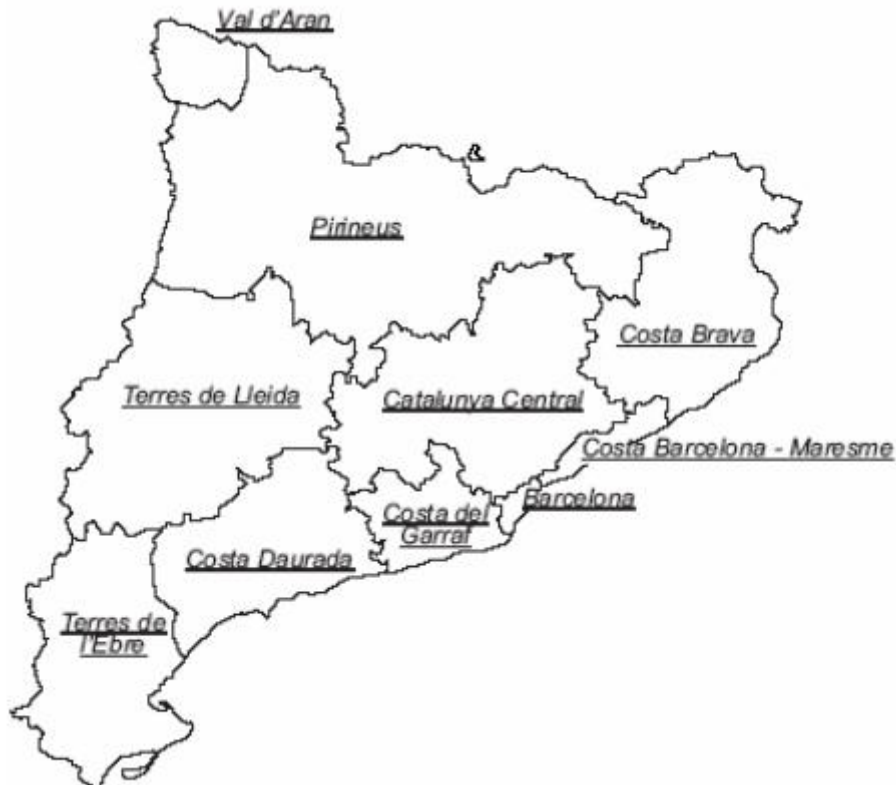 Val d'Aran
Pirineus
Costa Brava
Terres de Lleida
Catalunya Central
Costa Barcelona - Maresme
Barcelona
Costa del
Garraf
Costa Daurada
Terres de
l'Ebre